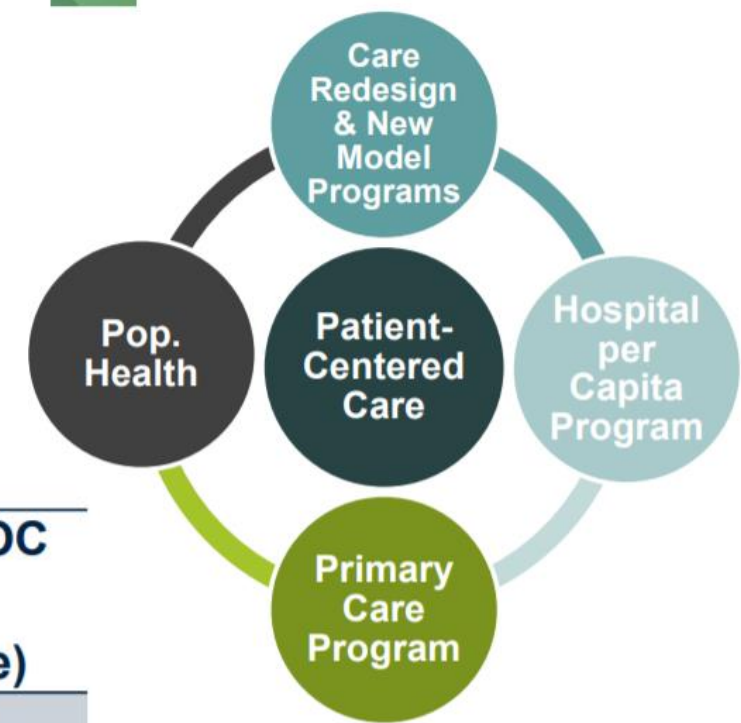 Care
Redesign
& New
Model
Programs
Pop.
Health
Patient-
Centered
Care
Hospital
per
Capita
Program
Primary
Care
Program